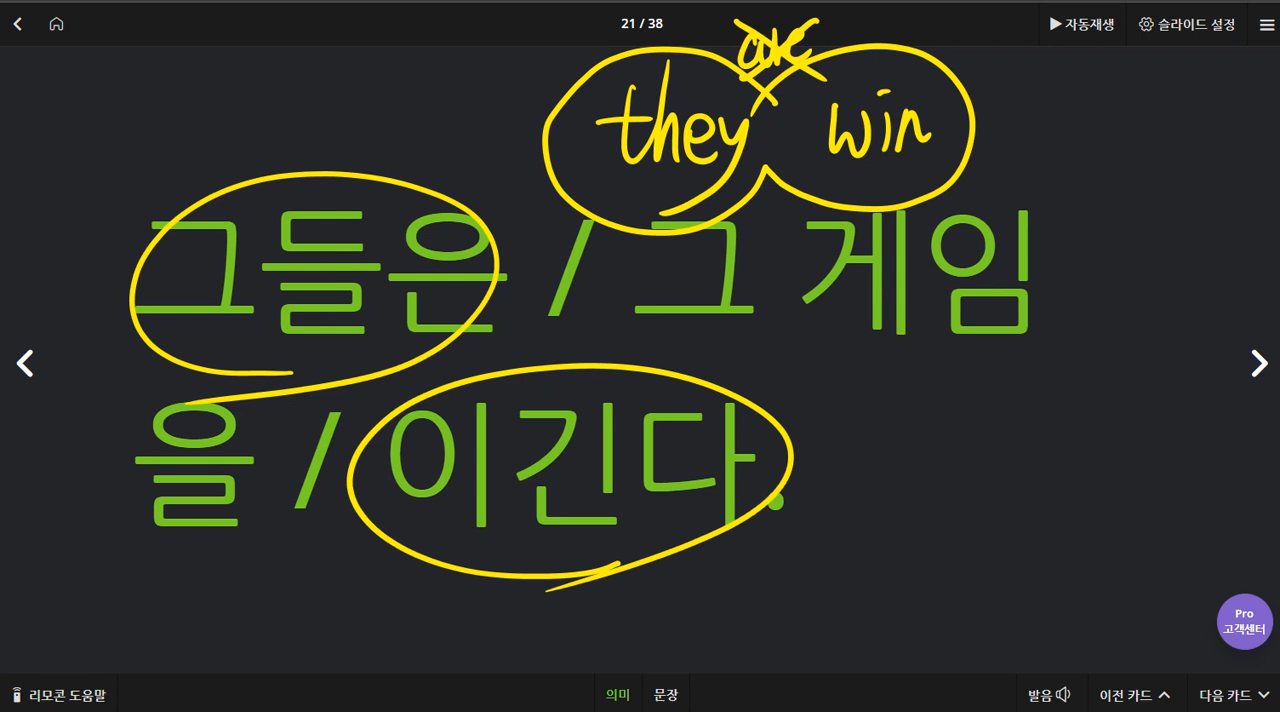 21 / 38
자동재생
슬라이드 설정
are
they win
그들은 / 그 게임
을 / 이긴다.
Pro
고객센터
리모콘 도움말
의미
문장
발음
이전 카드
다음 카드